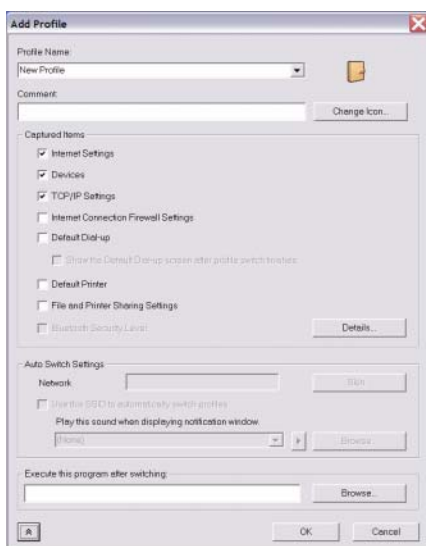 Add Profile
Profile Name:
New Profile
Comment:
Change Icon...
Captured Items
Internet Settings
Devices
TCP/IP Settings
Internet Connection Firewall Settings
Default Dial-up
Show the Default Dial-up screen after profile switch finishes
Default Printer
File and Printer Sharing Settings
Bluetooth Security Level
Details...
Auto Switch Settings
Network
Use this SSID to automatically switch profiles
Play this sound when displaying notification window.
(None)
Browse...
Execute this program after switching:
Browse...
OK
Cancel